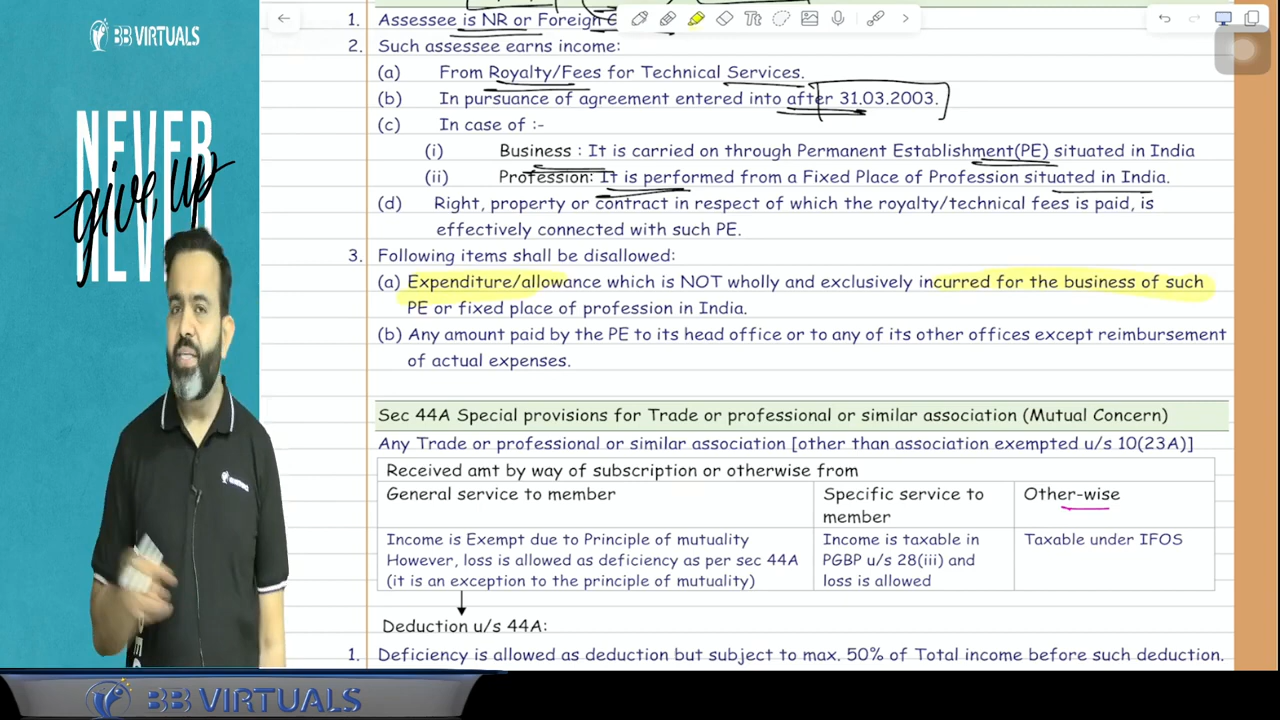 BB VIRTUALS
NEVER
give up
NEVER
1. Assessee is NR or Foreign
2. Such assessee earns income:
(a) From Royalty/Fees for Technical Services.
(b) In pursuance of agreement entered into after 31.03.2003.
(c) In case of :-
(i) Business : It is carried on through Permanent Establishment(PE) situated in India
(ii) Profession: It is performed from a Fixed Place of Profession situated in India.
(d) Right, property or contract in respect of which the royalty/technical fees is paid, is
effectively connected with such PE.
3. Following items shall be disallowed:
(a) Expenditure/allowance which is NOT wholly and exclusively incurred for the business of such
PE or fixed place of profession in India.
(b) Any amount paid by the PE to its head office or to any of its other offices except reimbursement
of actual expenses.
Sec 44A Special provisions for Trade or professional or similar association (Mutual Concern)
Any Trade or professional or similar association [other than association exempted u/s 10(23A)]
Received amt by way of subscription or otherwise from
General service to member
Specific service to
member
Other-wise
Income is Exempt due to Principle of mutuality
However, loss is allowed as deficiency as per sec 44A
(it is an exception to the principle of mutuality)
Income is taxable in
PGBP u/s 28(iii) and
loss is allowed
Taxable under IFOS
Deduction u/s 44A:
1. Deficiency is allowed as deduction but subject to max. 50% of Total income before such deduction.
BB VIRTUALS